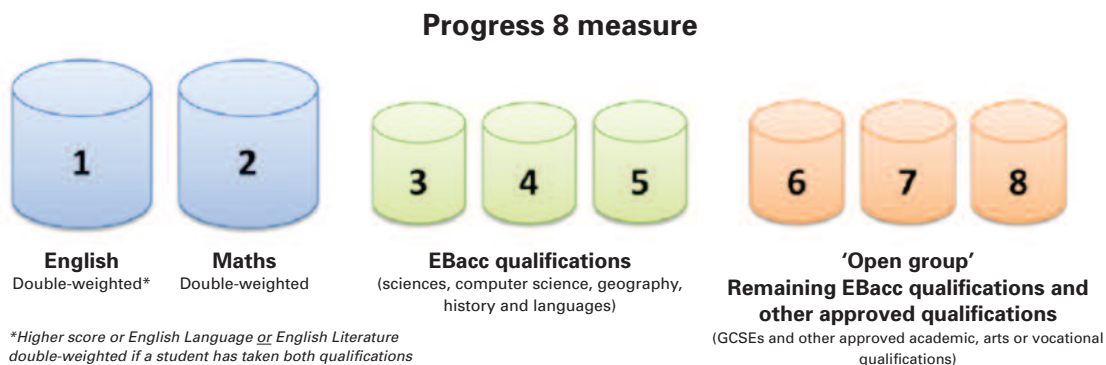 Progress 8 measure
1
2
3
4
5
6
7
8
English
Double-weighted*
Maths
Double-weighted
EBacc qualifications
(sciences, computer science, geography,
history and languages)
'Open group'
Remaining EBacc qualifications and
other approved qualifications
(GCSEs and other approved academic, arts or vocational
qualifications)
*Higher score or English Language or English Literature
double-weighted if a student has taken both qualifications